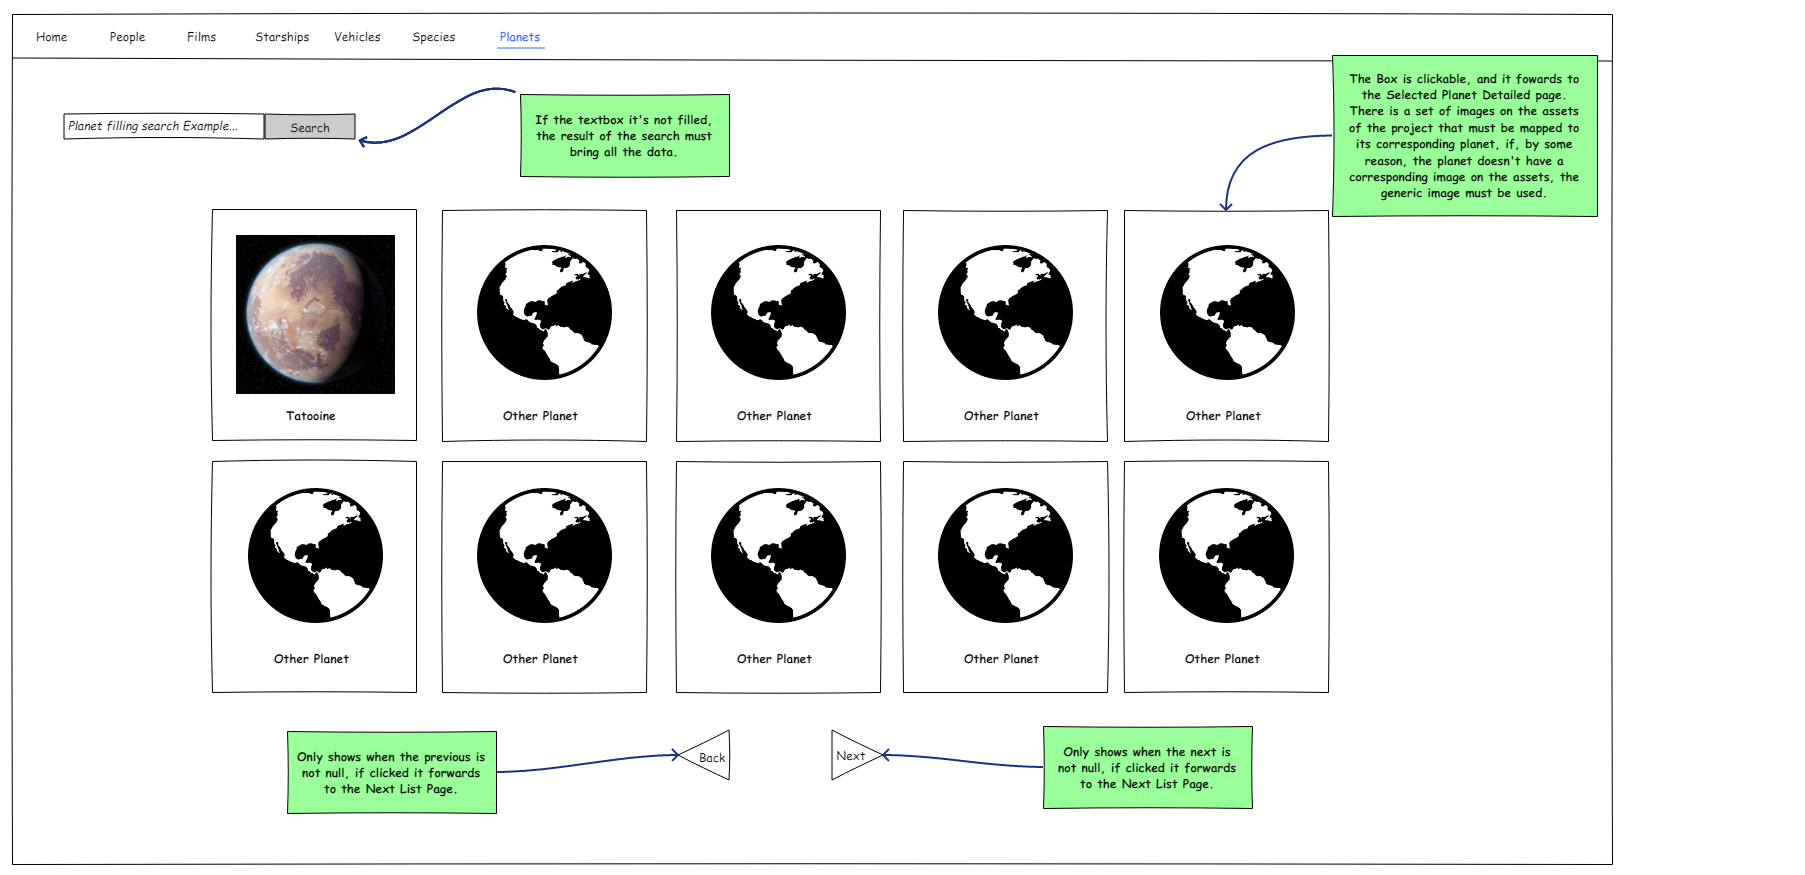 Home People Films Starships Vehicles Species Planets
Planet filling search Example... Search
If the textbox it's not filled,
the result of the search must
bring all the data.
The Box is clickable, and it fowards to
the Selected Planet Detailed page.
There is a set of images on the assets
of the project that must be mapped to
its corresponding planet, if, by some
reason, the planet doesn't have a
corresponding image on the assets, the
generic image must be used.
Tatooine Other Planet Other Planet Other Planet Other Planet
Other Planet Other Planet Other Planet Other Planet Other Planet
Only shows when the previous is
not null, if clicked it forwards
to the Next List Page.
Back
Next
Only shows when the next is
not null, if clicked it forwards
to the Next List Page.